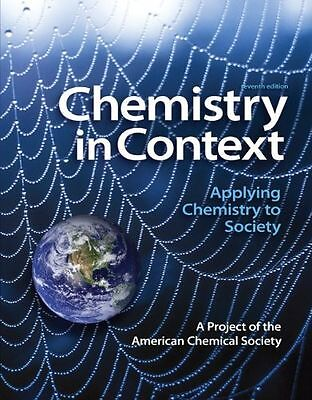 seventh edition
Chemistry
in Context
Applying
Chemistry to
Society
A Project of the
American Chemical Society